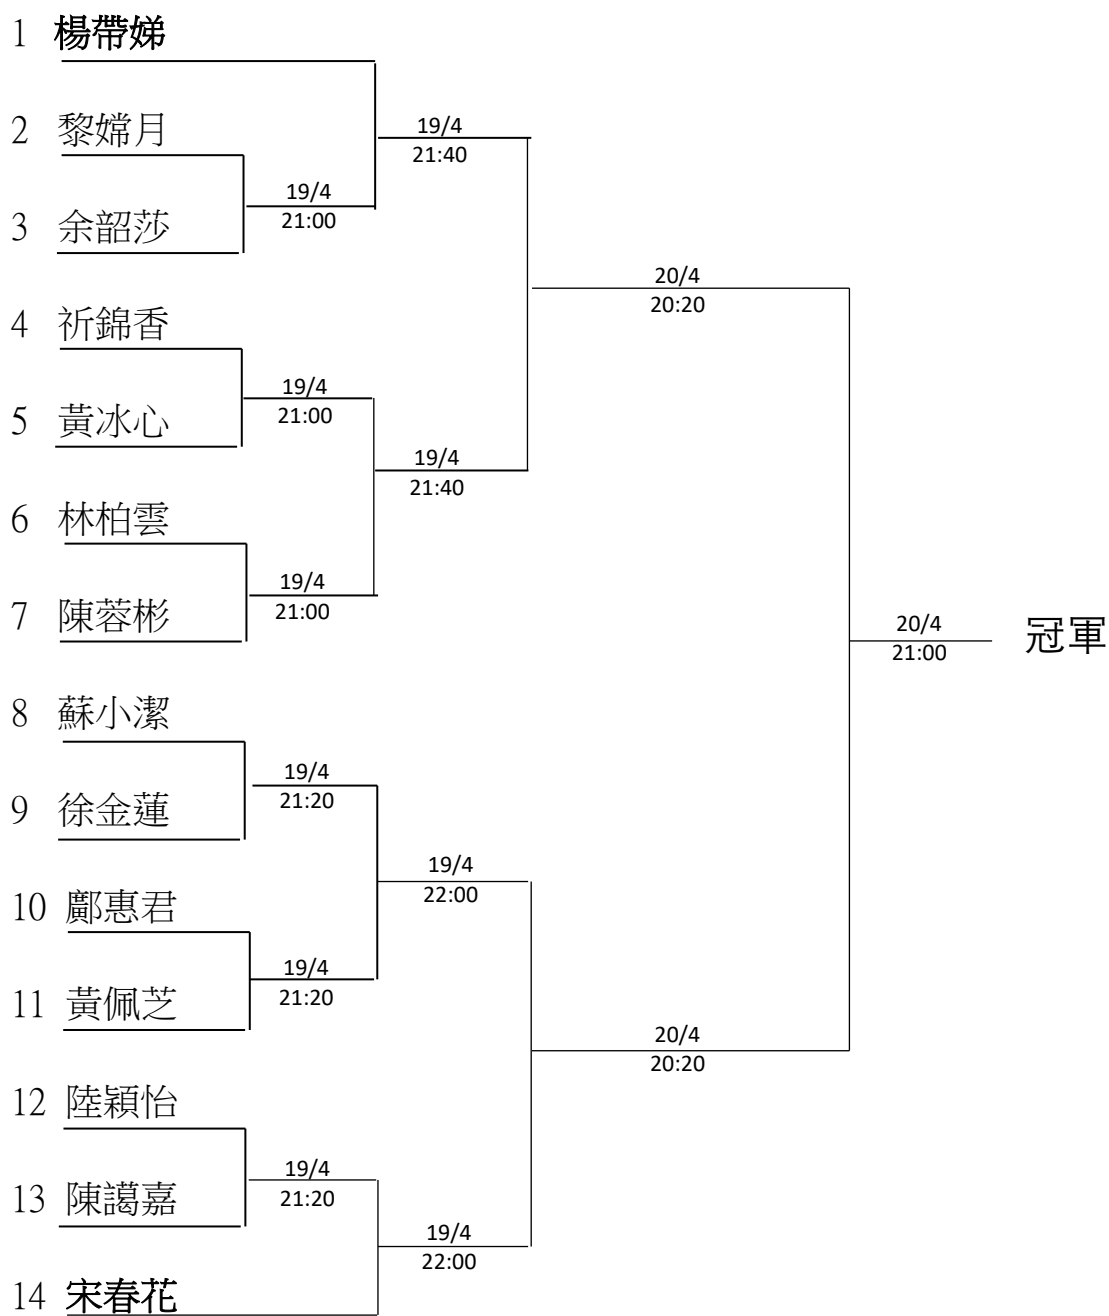 1 楊帶娣
2 黎嫦月
19/4
21:40
19/4
21:00
3 余韶莎
20/4
20:20
4 祈錦香
19/4
21:00
5 黃冰心
19/4
21:40
6 林柏雲
19/4
21:00
7 陳蓉彬
20/4
21:00
冠軍
8 蘇小潔
19/4
21:20
9 徐金蓮
19/4
22:00
10 鄺惠君
19/4
21:20
11 黃佩芝
20/4
20:20
12 陸穎怡
19/4
21:20
13 陳譪嘉
19/4
22:00
14 宋春花